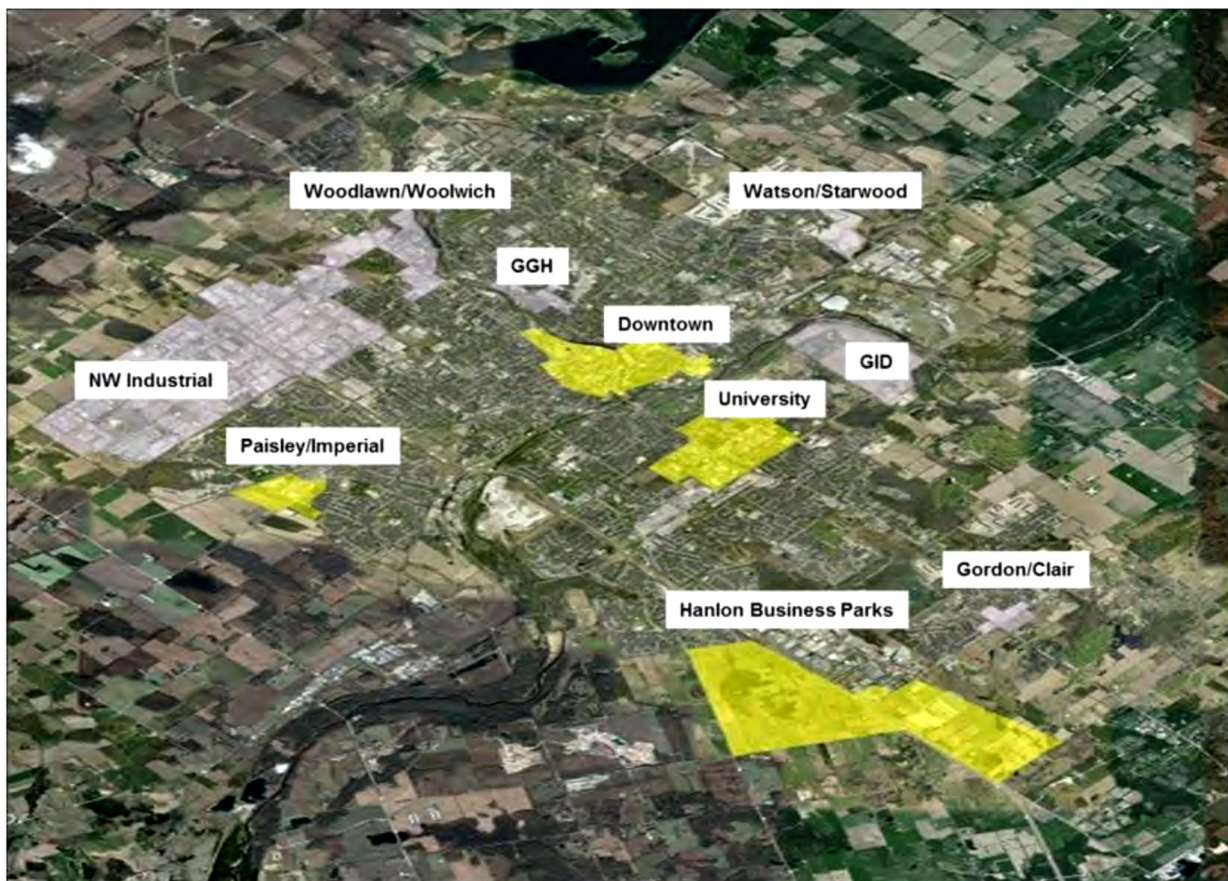 Woodlawn/Woolwich
Watson/Starwood
GGH
Downtown
GID
NW Industrial
University
Paisley/Imperial
Gordon/Clair
Hanlon Business Parks